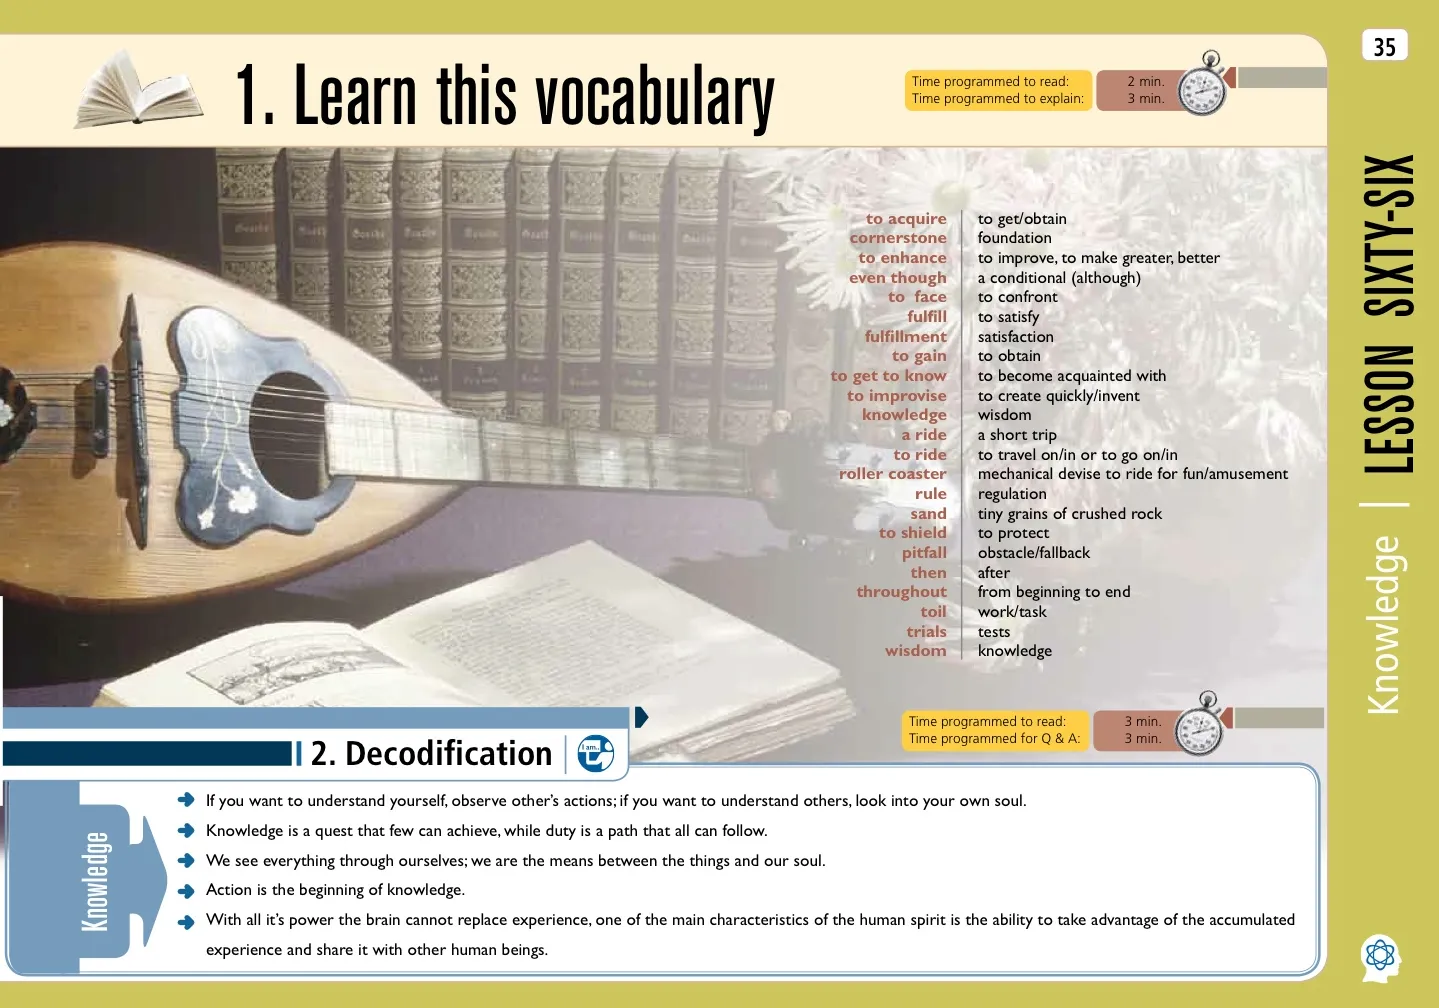 35
1. Learn this vocabulary
Time programmed to read: 2 min.
Time programmed to explain: 3 min.
to acquire to get/obtain
cornerstone foundation
to enhance to improve, to make greater, better
even though a conditional (although)
to face to confront
fulfill to satisfy
fulfillment satisfaction
to gain to obtain
to get to know to become acquainted with
to improvise to create quickly/invent
knowledge wisdom
a ride a short trip
to ride to travel on/in or to go on/in
roller coaster mechanical devise to ride for fun/amusement
rule regulation
sand tiny grains of crushed rock
to shield to protect
pitfall obstacle/fallback
then after
throughout from beginning to end
toil work/task
trials tests
wisdom knowledge
Knowledge | LESSON SIXTY-SIX
Time programmed to read: 3 min.
Time programmed for Q & A: 3 min.
2. Decodification
I am..
Knowledge
If you want to understand yourself, observe other's actions; if you want to understand others, look into your own soul.
Knowledge is a quest that few can achieve, while duty is a path that all can follow.
We see everything through ourselves; we are the means between the things and our soul.
Action is the beginning of knowledge.
With all it's power the brain cannot replace experience, one of the main characteristics of the human spirit is the ability to take advantage of the accumulated
experience and share it with other human beings.